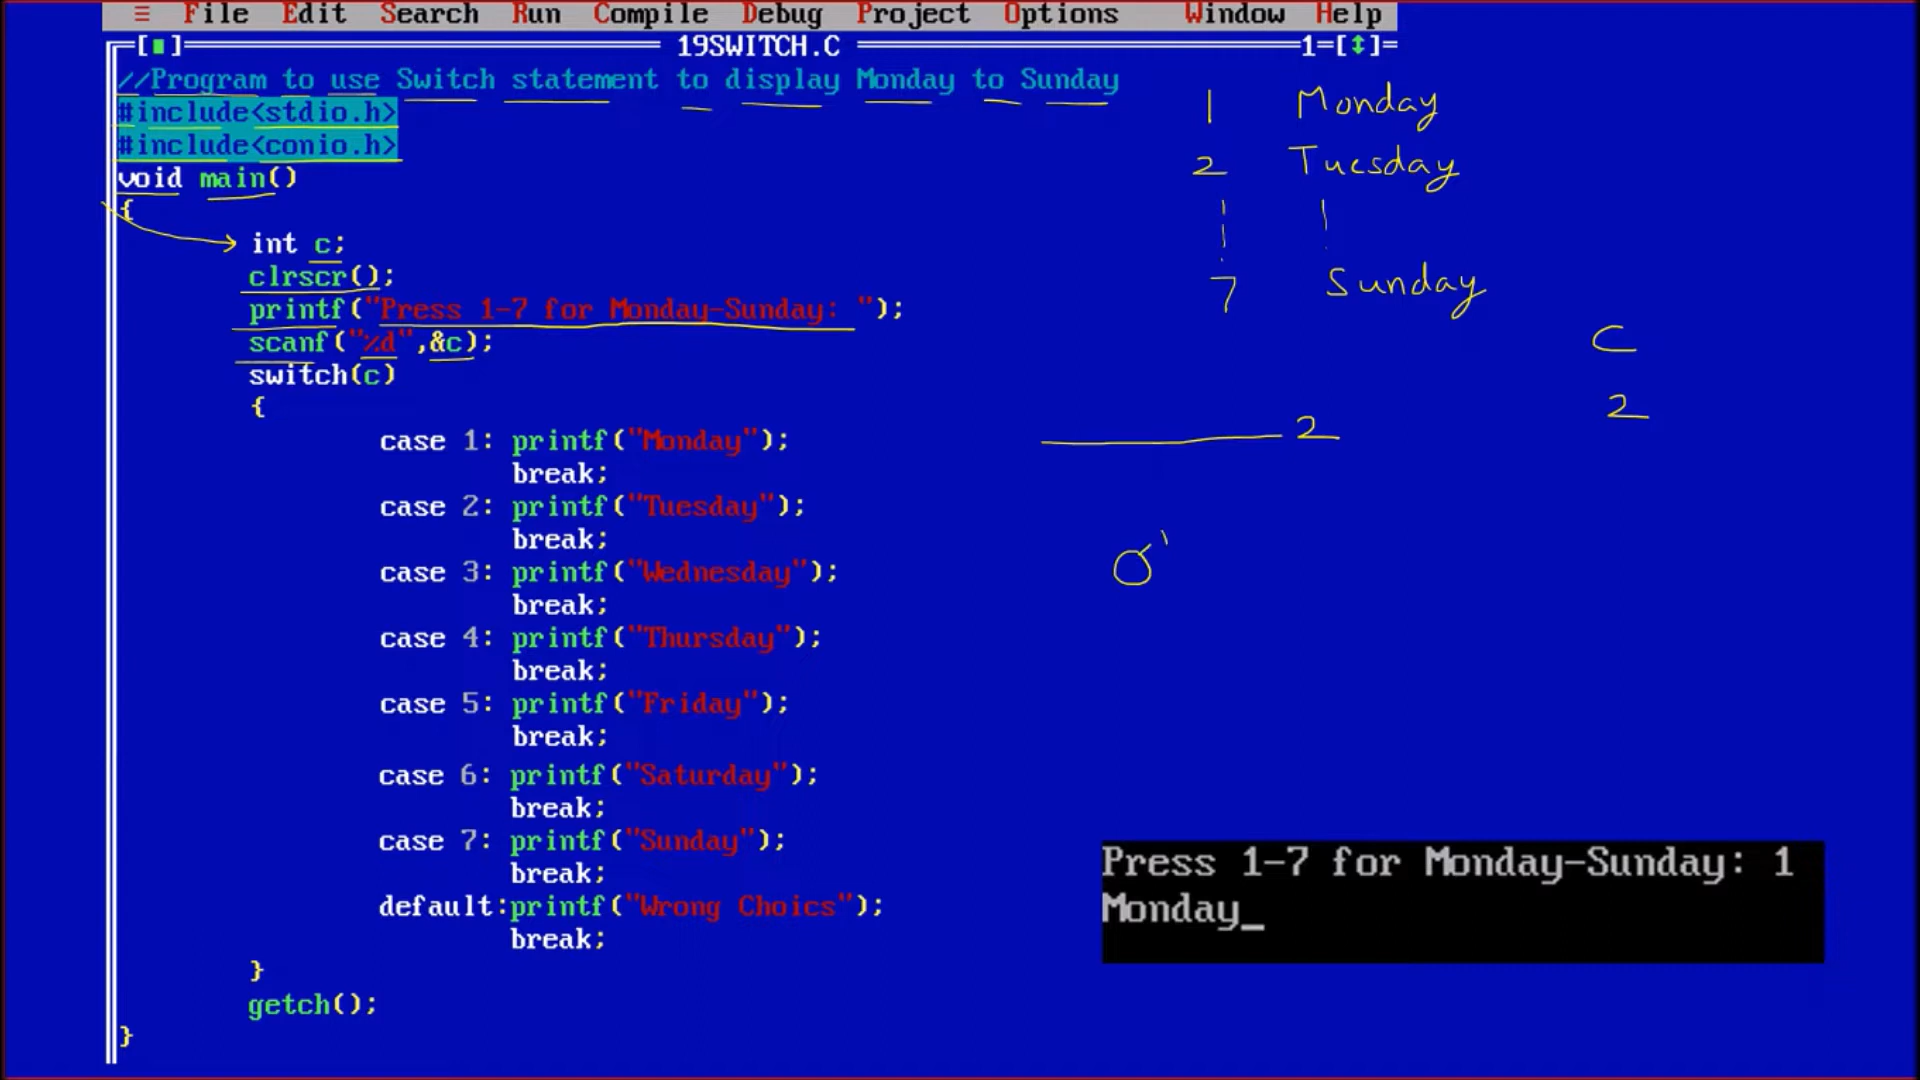 ≡ File Edit Search Run Compile Debug Project Options Window Help
[■] 19SWITCH.C 1=[↕]
//Program to use Switch statement to display Monday to Sunday
#include<stdio.h>
#include<conio.h>
void main()
{
int c;
clrscr();
printf("Press 1-7 for Monday-Sunday: ");
scanf("%d",&c);
switch(c)
{
case 1: printf("Monday");
break;
case 2: printf("Tuesday");
break;
case 3: printf("Wednesday");
break;
case 4: printf("Thursday");
break;
case 5: printf("Friday");
break;
case 6: printf("Saturday");
break;
case 7: printf("Sunday");
break;
default:printf("Wrong Choics");
break;
}
getch();
}
1 Monday
2 Tuesday
7 Sunday
C
2
2
Press 1-7 for Monday-Sunday: 1
Monday_